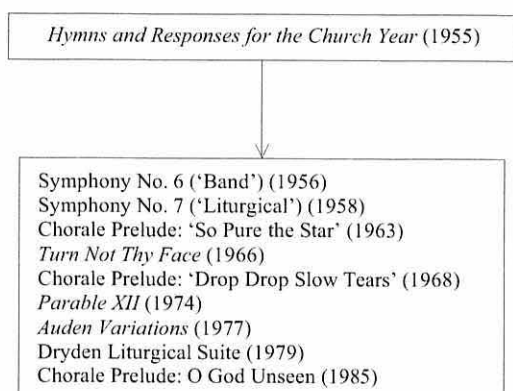 Hymns and Responses for the Church Year (1955)
Symphony No. 6 ('Band') (1956)
Symphony No. 7 ('Liturgical') (1958)
Chorale Prelude: 'So Pure the Star' (1963)
Turn Not Thy Face (1966)
Chorale Prelude: 'Drop Drop Slow Tears' (1968)
Parable XII (1974)
Auden Variations (1977)
Dryden Liturgical Suite (1979)
Chorale Prelude: O God Unseen (1985)